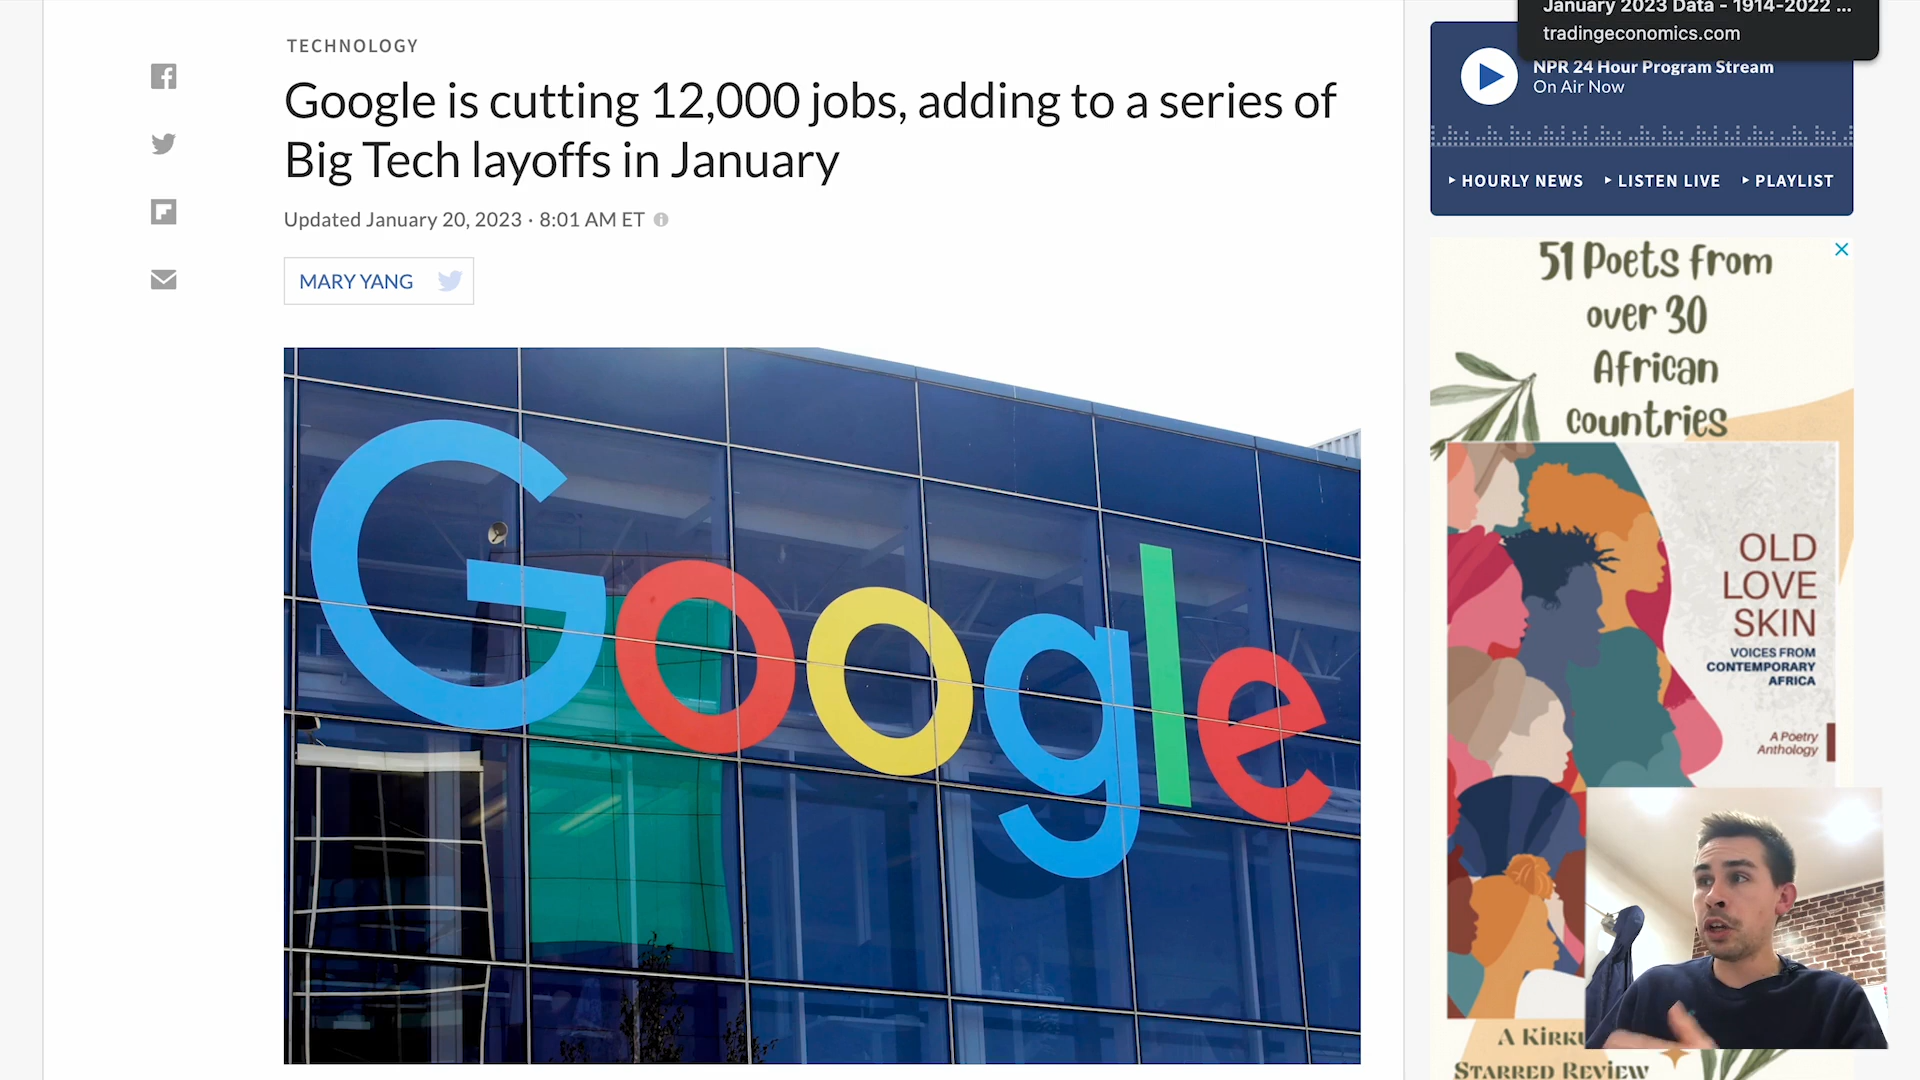 January 2023 Data - 1914-2022 ...
tradingeconomics.com
TECHNOLOGY
Google is cutting 12,000 jobs, adding to a series of
Big Tech layoffs in January
Updated January 20, 2023 · 8:01 AM ET
MARY YANG
Google
NPR 24 Hour Program Stream
On Air Now
HOURLY NEWS
LISTEN LIVE
PLAYLIST
51 Poets from
over 30
African
countries
OLD
LOVE
SKIN
VOICES FROM
CONTEMPORARY
AFRICA
A Poetry
Anthology
A
STARRED REVIEW